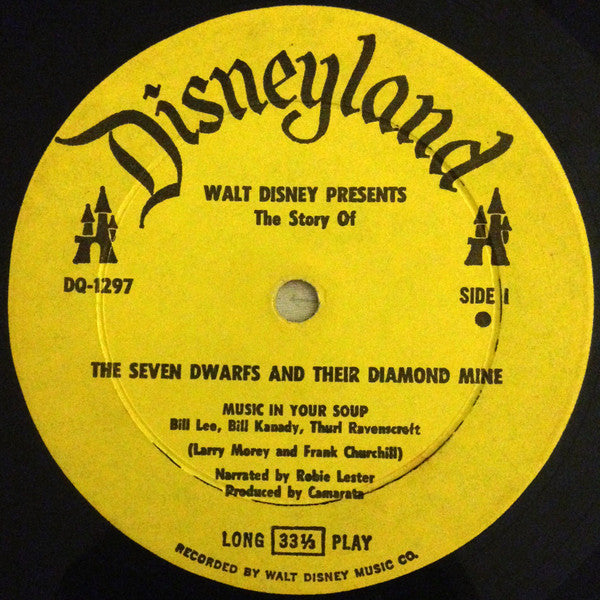 Disneyland
WALT DISNEY PRESENTS
The Story Of
DQ-1297
SIDE I
THE SEVEN DWARFS AND THEIR DIAMOND MINE
MUSIC IN YOUR SOUP
Bill Lee, Bill Kanady, Thurl Ravenscroft
(Larry Morey and Frank Churchill)
Narrated by Robie Lester
Produced by Camarata
LONG 33⅓ PLAY
RECORDED BY WALT DISNEY MUSIC CO.